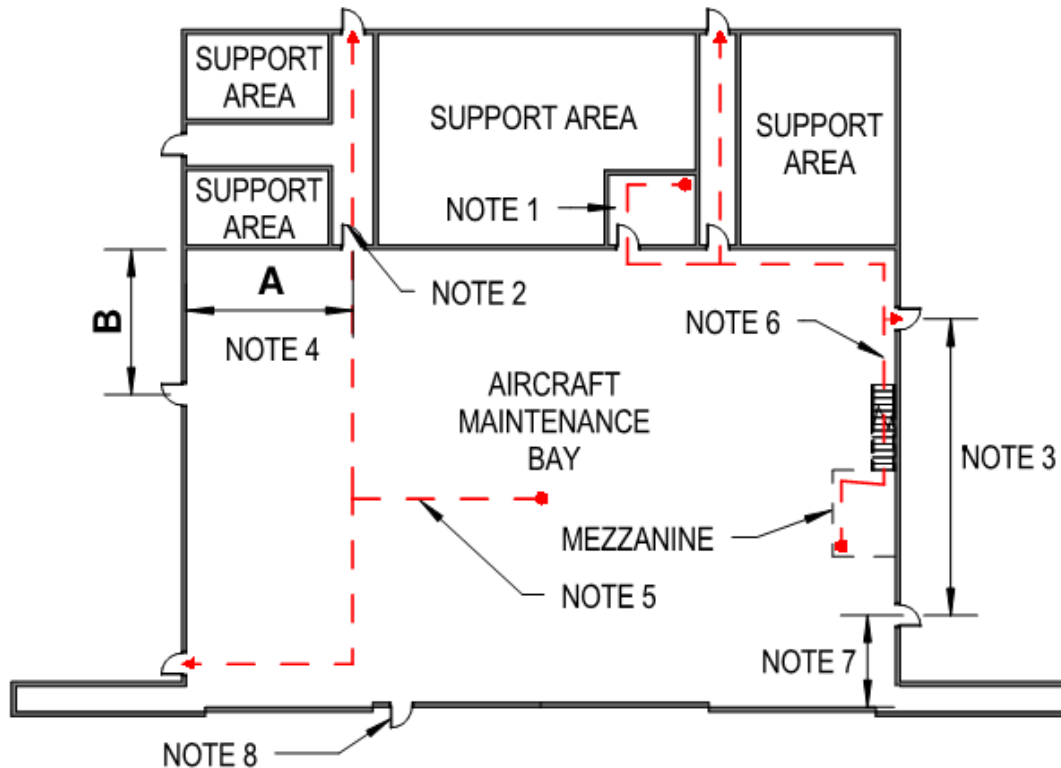 SUPPORT
AREA
SUPPORT AREA
SUPPORT
AREA
SUPPORT
AREA
NOTE 1
A
B
NOTE 2
NOTE 4
NOTE 6
AIRCRAFT
MAINTENANCE
BAY
NOTE 3
MEZZANINE
NOTE 5
NOTE 7
NOTE 8